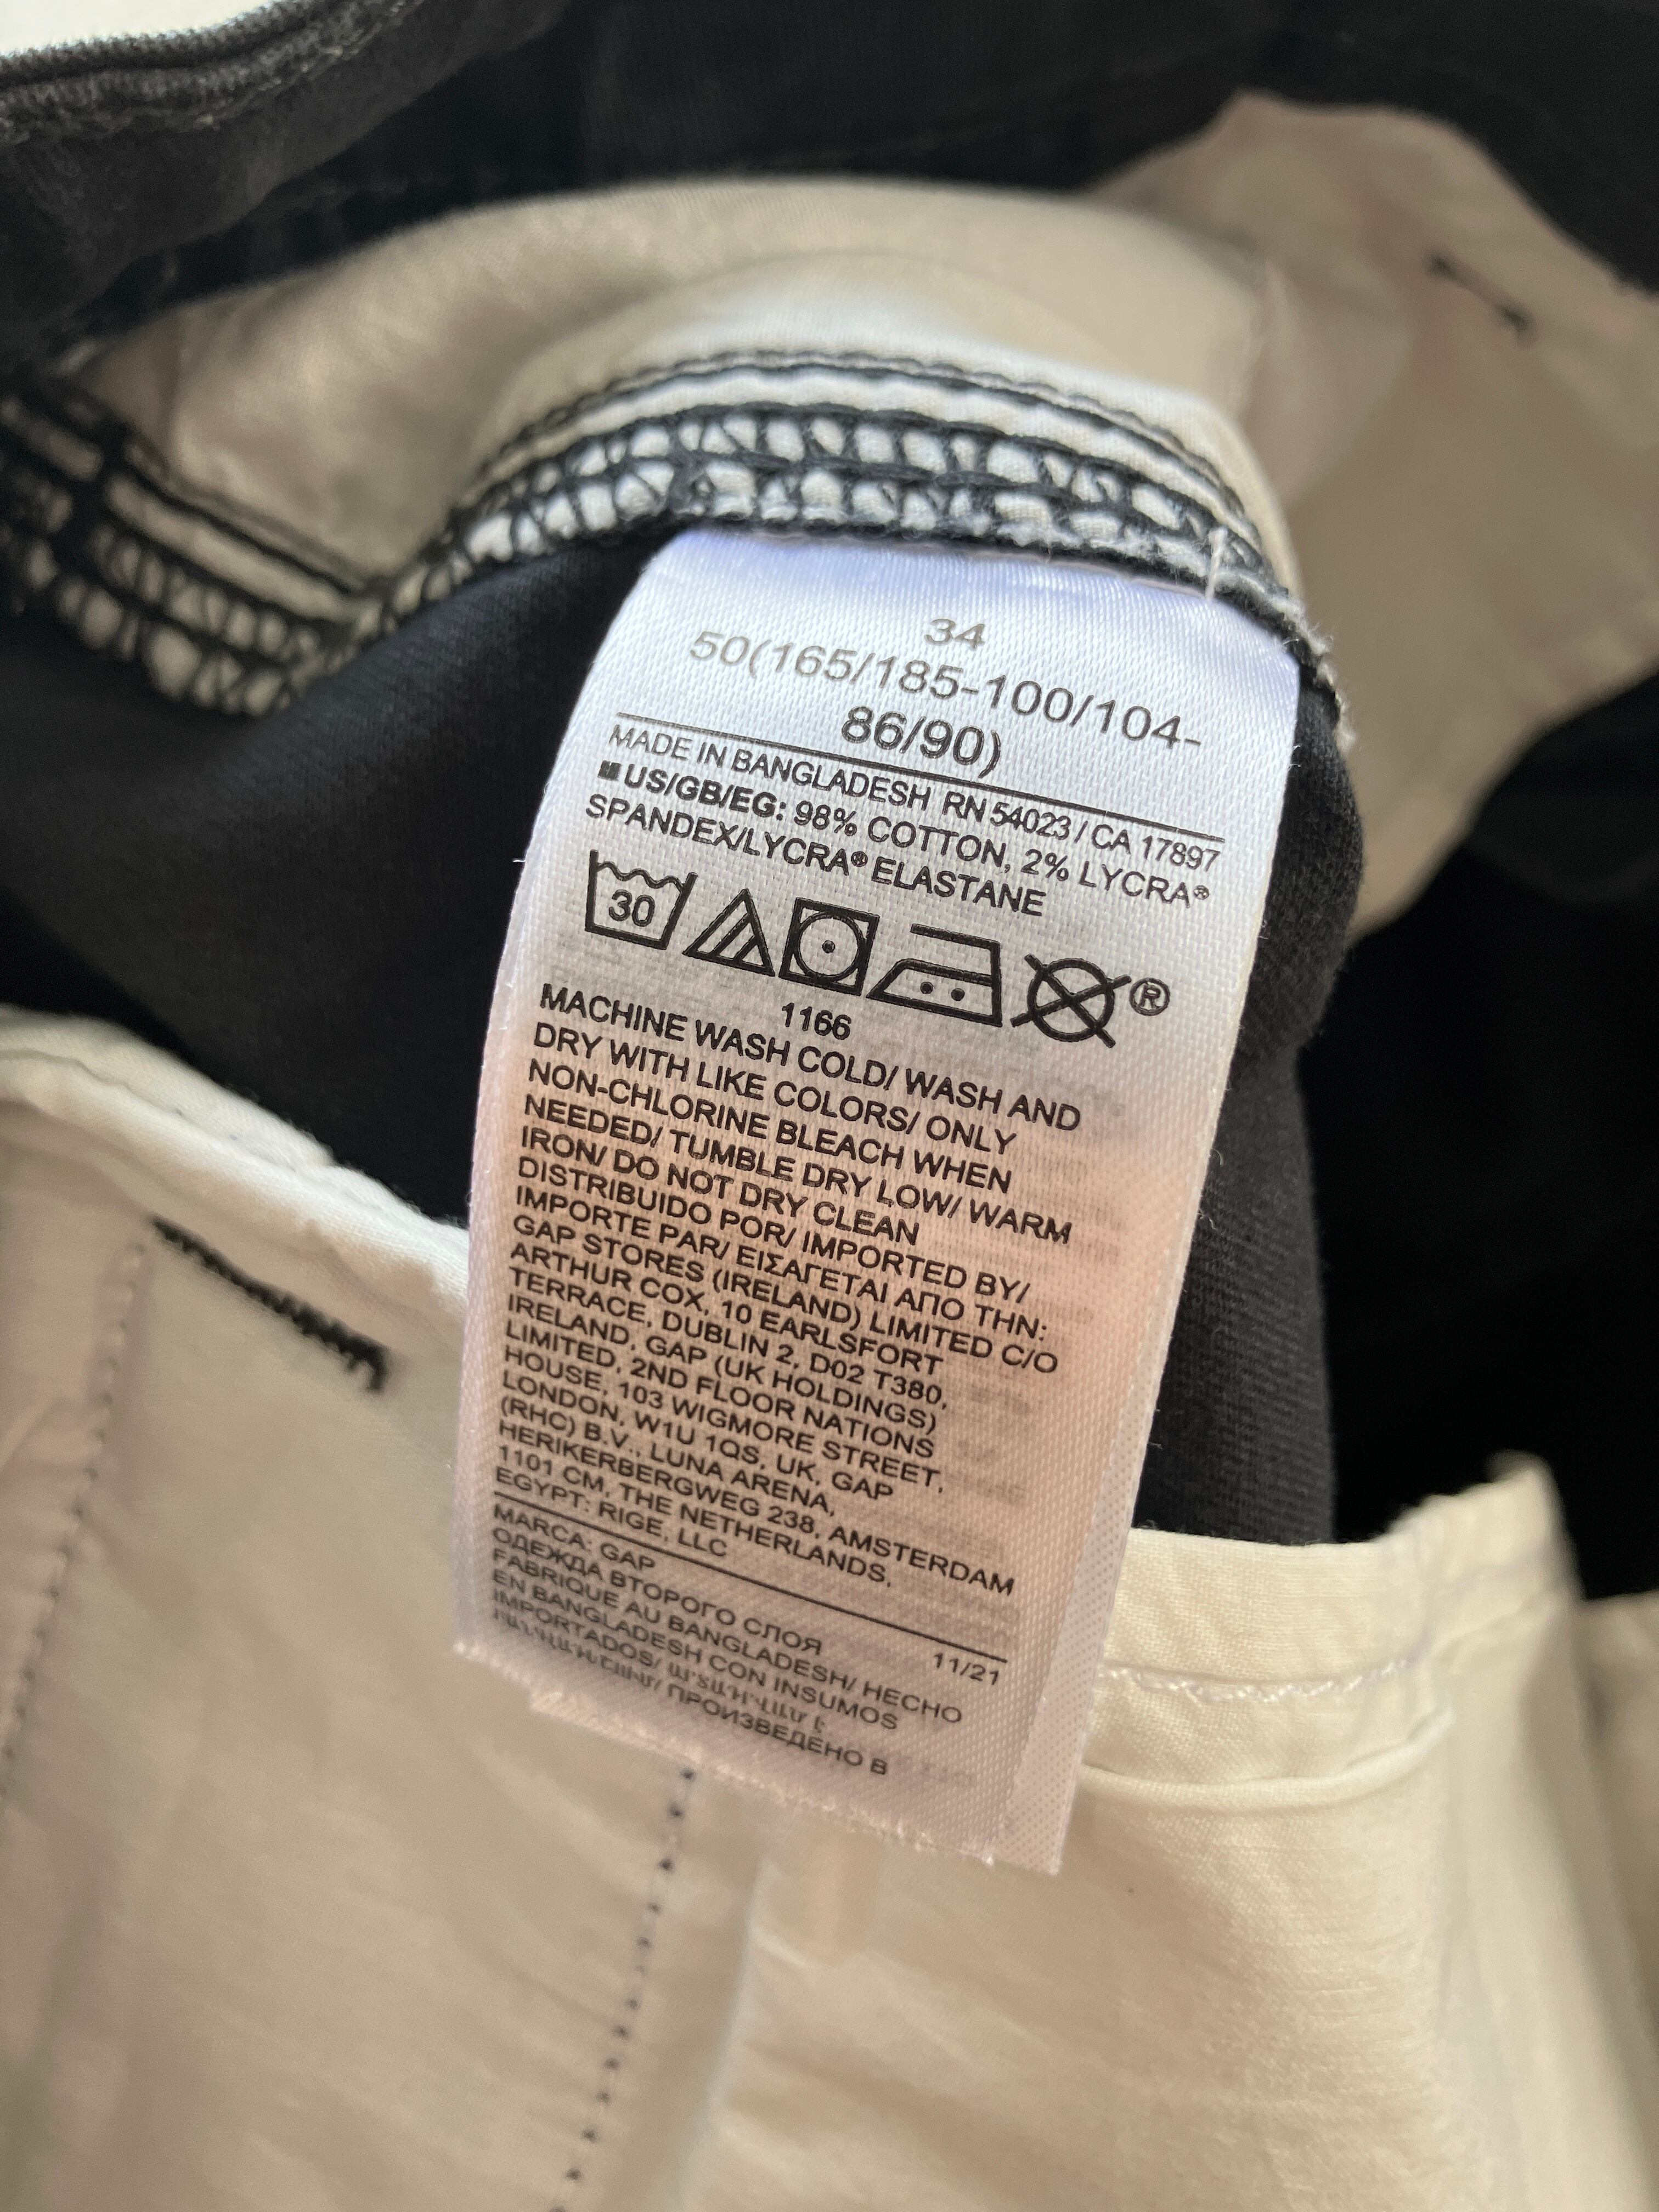 34
50(165/185-100/104-
86/90)
MADE IN BANGLADESH RN 54023 / CA 17897
US/GB/EG: 98% COTTON, 2% LYCRA®
SPANDEX/LYCRA® ELASTANE
30
®
1166
MACHINE WASH COLD/ WASH AND
DRY WITH LIKE COLORS/ ONLY
NON-CHLORINE BLEACH WHEN
NEEDED/ TUMBLE DRY LOW/ WARM
IRON/ DO NOT DRY CLEAN
DISTRIBUIDO POR/ IMPORTED BY/
IMPORTE PAR/ ΕΙΣΑΓΕΤΑΙ ΑΠΟ ΤΗΝ:
GAP STORES (IRELAND) LIMITED C/O
ARTHUR COX, 10 EARLSFORT
TERRACE, DUBLIN 2, D02 T380,
IRELAND, GAP (UK HOLDINGS)
LIMITED, 2ND FLOOR NATIONS
HOUSE, 103 WIGMORE STREET,
LONDON, W1U 1QS, UK, GAP
(RHC) B.V., LUNA ARENA,
HERIKERBERGWEG 238, AMSTERDAM
1101 CM, THE NETHERLANDS,
EGYPT: RIGE, LLC
MARCA: GAP
11/21
ОДЕЖДА ВТОРОГО СЛОЯ
FABRIQUE AU BANGLADESH/ HECHO
EN BANGLADESH CON INSUMOS
IMPORTADOS/
ПРОИЗВЕДЕНО В